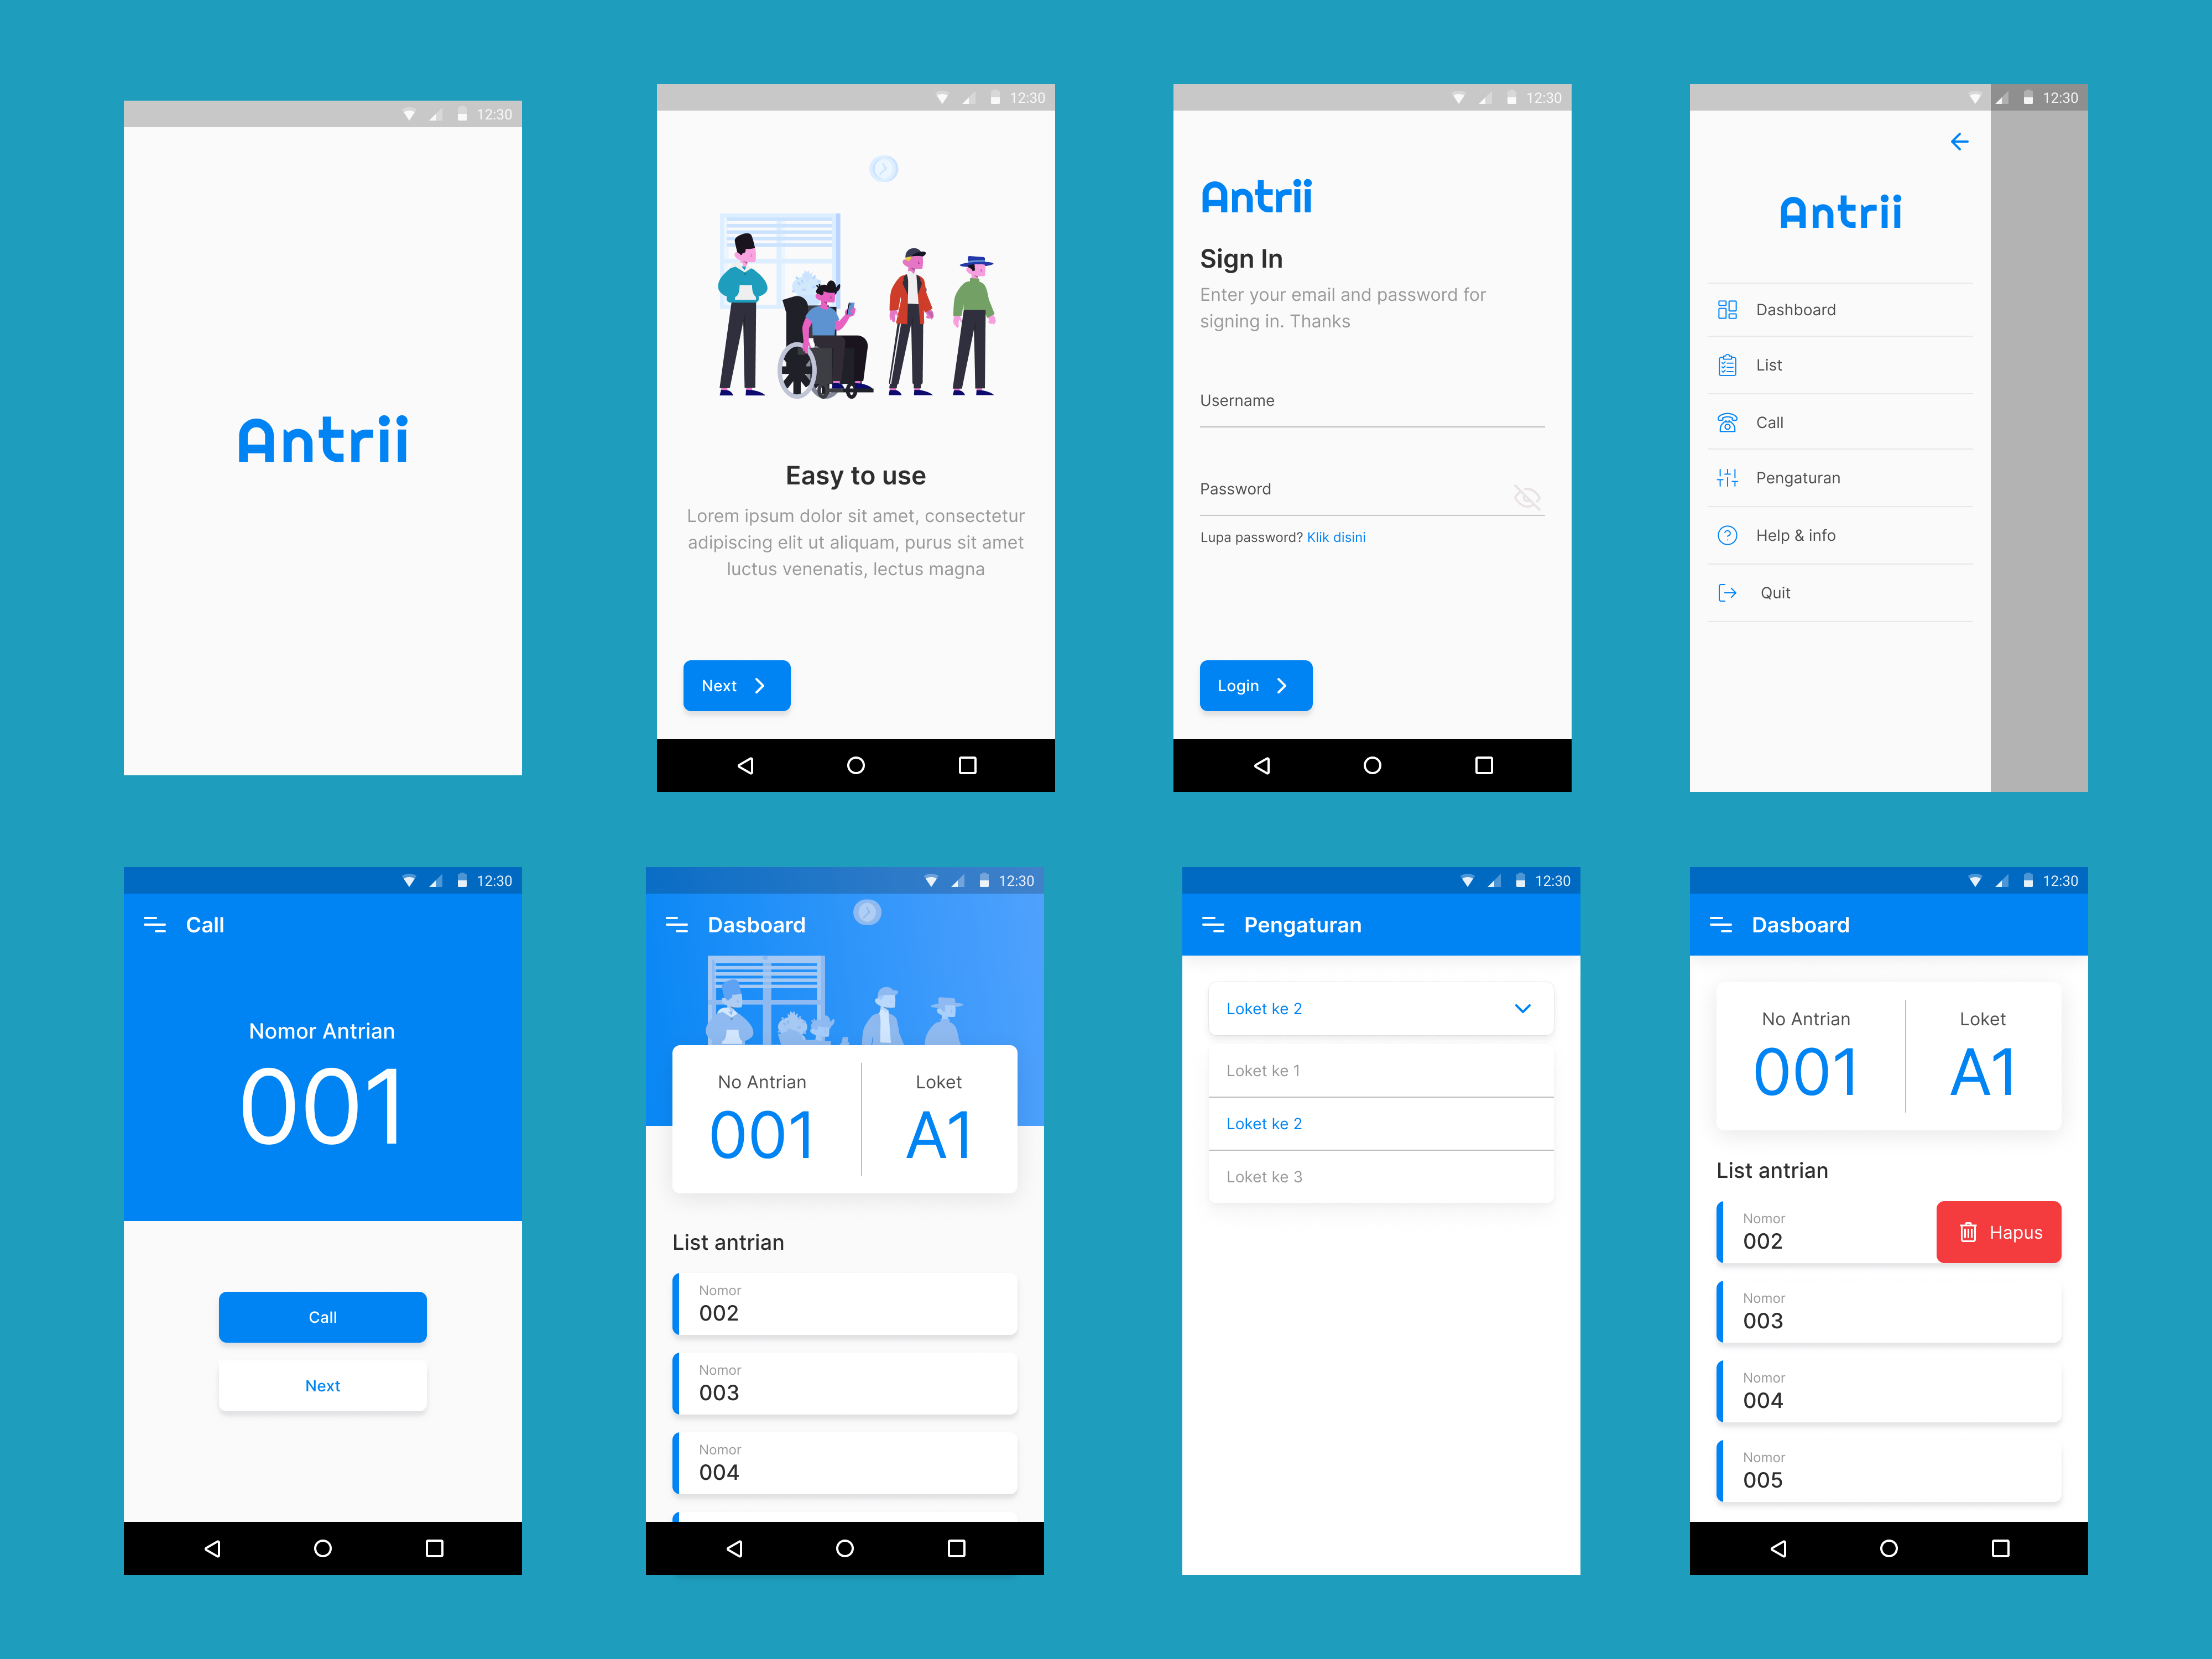 12:30
Antrii
12:30
Easy to use
Lorem ipsum dolor sit amet, consectetur
adipiscing elit ut aliquam, purus sit amet
luctus venenatis, lectus magna
Next
12:30
Antrii
Sign In
Enter your email and password for
signing in. Thanks
Username
Password
Lupa password? Klik disini
Login
12:30
Antrii
Dashboard
List
Call
Pengaturan
Help & info
Quit
12:30
Call
Nomor Antrian
001
Call
Next
12:30
Dasboard
No Antrian
001
Loket
A1
List antrian
Nomor
002
Nomor
003
Nomor
004
12:30
Pengaturan
Loket ke 2
Loket ke 1
Loket ke 2
Loket ke 3
12:30
Dasboard
No Antrian
001
Loket
A1
List antrian
Nomor
002
Hapus
Nomor
003
Nomor
004
Nomor
005